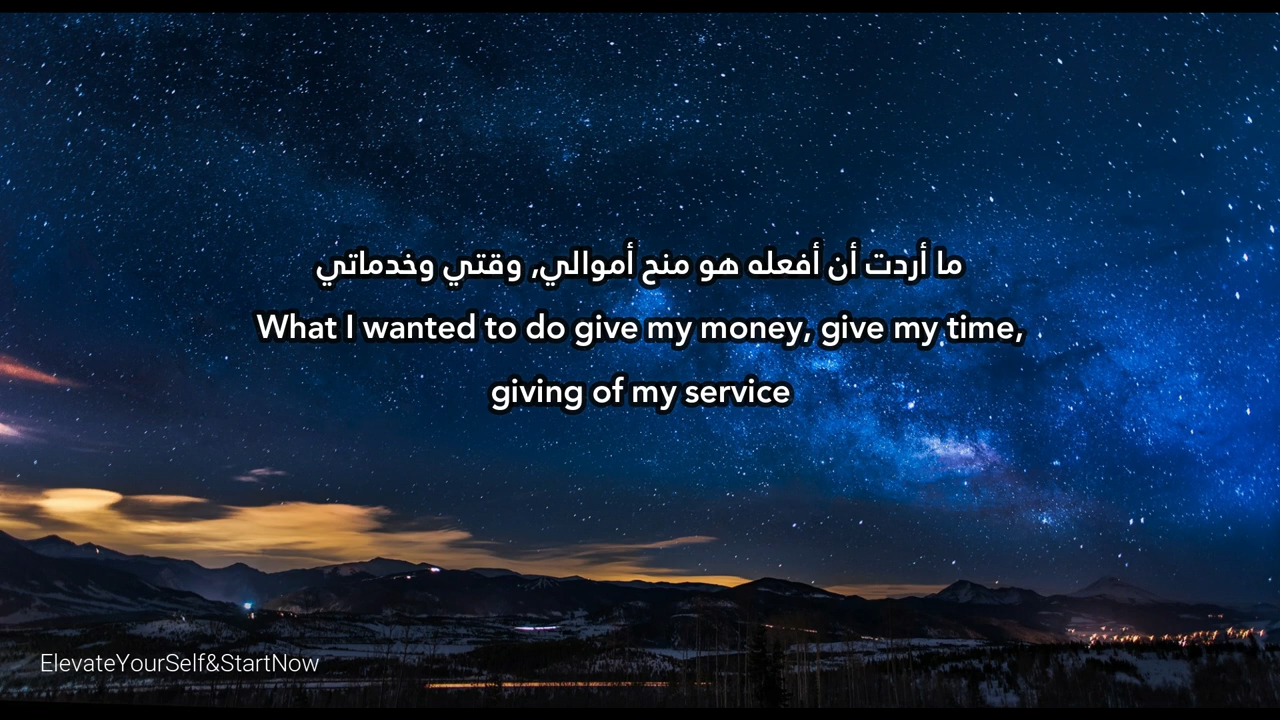 ما أردت أن أفعله هو منح أموالي, وقتي وخدماتي
What I wanted to do give my money, give my time,
giving of my service
ElevateYourSelf&StartNow